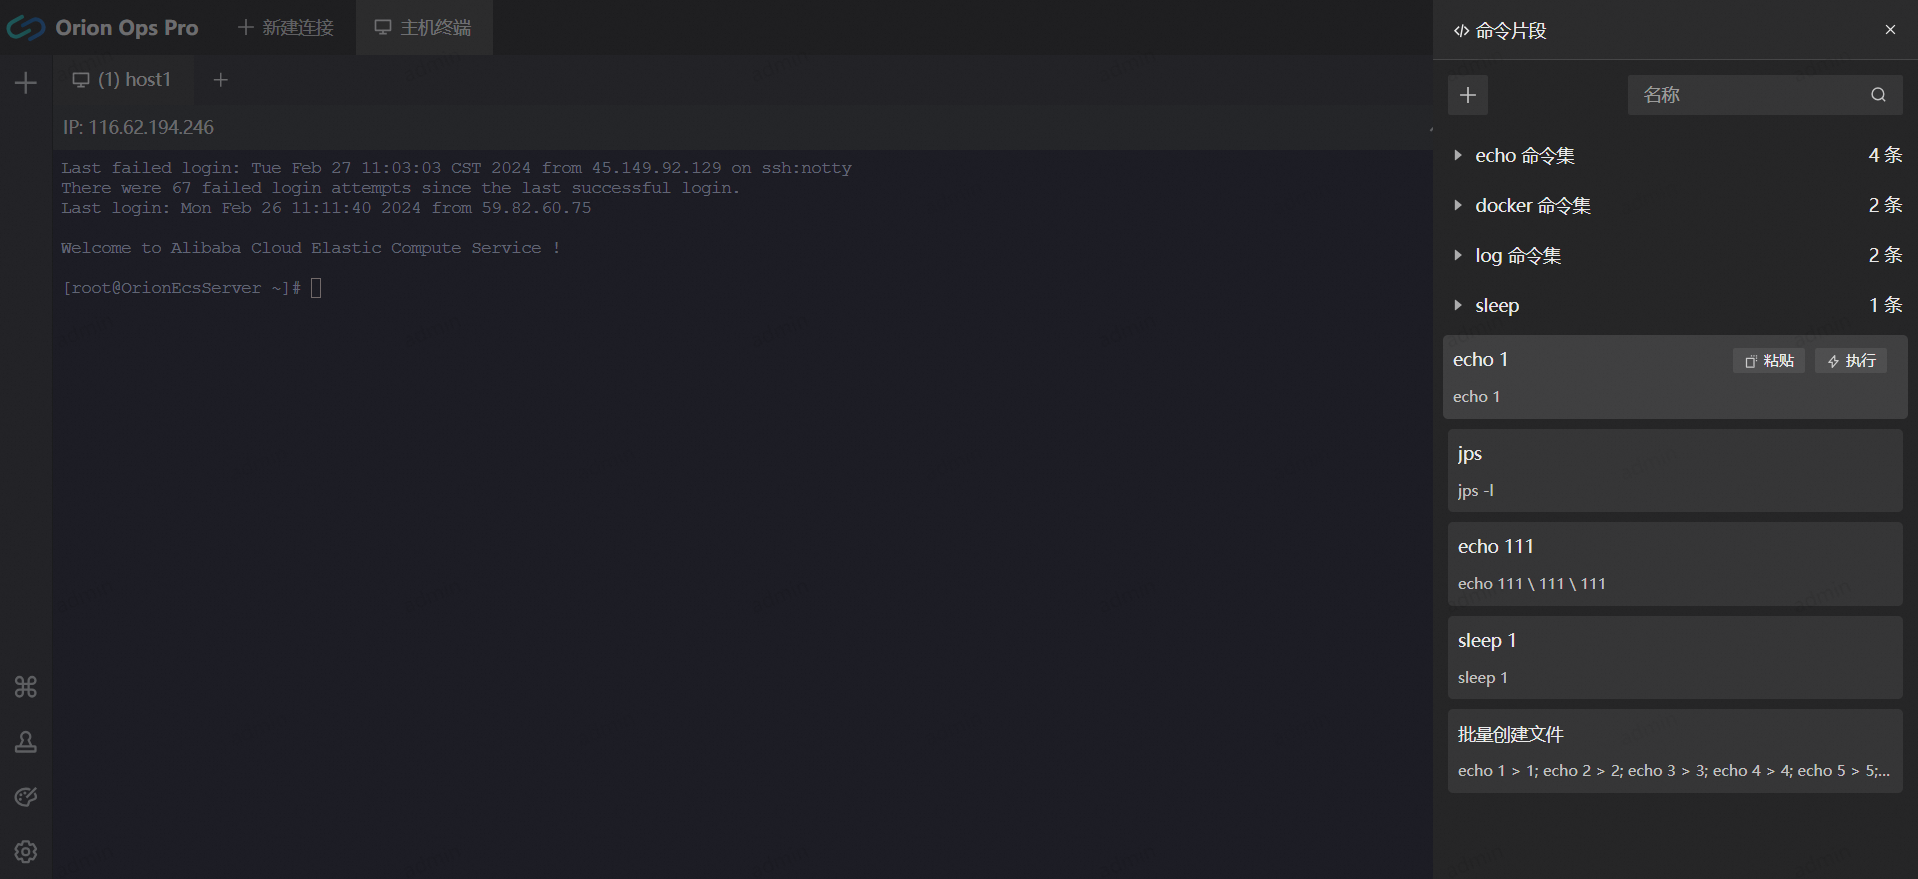 Orion Ops Pro
新建连接
主机终端
(1) host1
IP: 116.62.194.246
Last failed login: Tue Feb 27 11:03:03 CST 2024 from 45.149.92.129 on ssh:notty
There were 67 failed login attempts since the last successful login.
Last login: Mon Feb 26 11:11:40 2024 from 59.82.60.75
Welcome to Alibaba Cloud Elastic Compute Service !
[root@OrionEcsServer ~]#
命令片段
名称
echo 命令集 4 条
docker 命令集 2 条
log 命令集 2 条
sleep 1 条
echo 1 粘贴 执行
echo 1
jps
jps -l
echo 111
echo 111 \ 111 \ 111
sleep 1
sleep 1
批量创建文件
echo 1 > 1; echo 2 > 2; echo 3 > 3; echo 4 > 4; echo 5 > 5;...